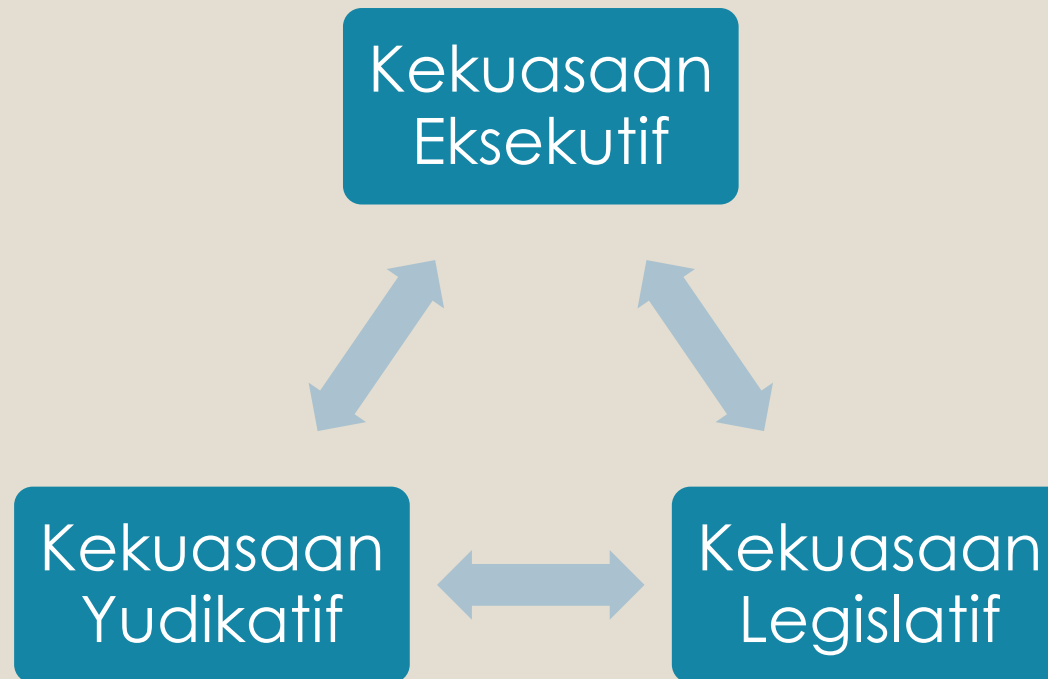 Kekuasaan
Eksekutif
Kekuasaan
Yudikatif
Kekuasaan
Legislatif